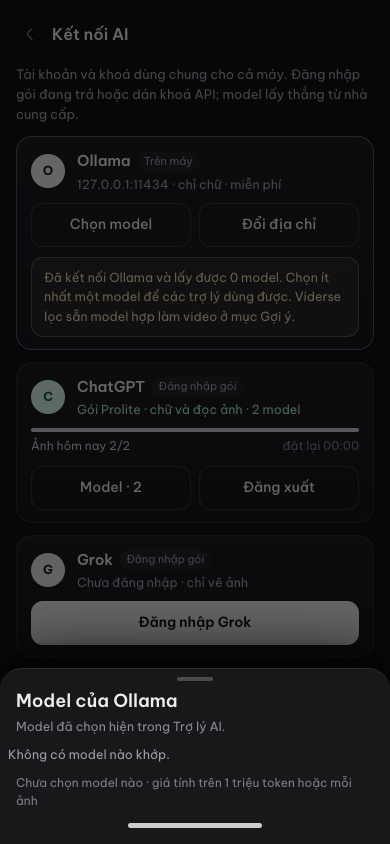 Kết nối AI
Tài khoản và khoá dùng chung cho cả máy. Đăng nhập
gói đang trả hoặc dán khoá API; model lấy thẳng từ nhà
cung cấp.
O
Ollama
Trên máy
127.0.0.1:11434 · chỉ chữ · miễn phí
Chọn model
Đổi địa chỉ
Đã kết nối Ollama và lấy được 0 model. Chọn ít
nhất một model để các trợ lý dùng được. Viderse
lọc sẵn model hợp làm video ở mục Gợi ý.
C
ChatGPT
Đăng nhập gói
Gói Prolite · chữ và đọc ảnh · 2 model
Ảnh hôm nay 2/2
đặt lại 00:00
Model · 2
Đăng xuất
G
Grok
Đăng nhập gói
Chưa đăng nhập · chỉ vẽ ảnh
Đăng nhập Grok
Model của Ollama
Model đã chọn hiện trong Trợ lý AI.
Không có model nào khớp.
Chưa chọn model nào · giá tính trên 1 triệu token hoặc mỗi
ảnh